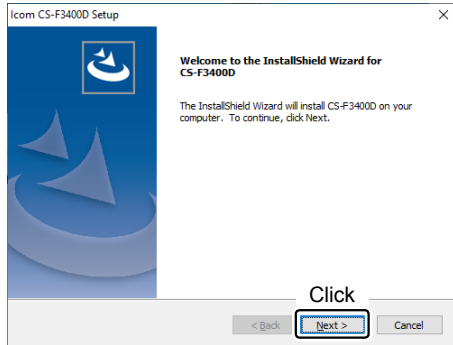 Icom CS-F3400D Setup
Welcome to the InstallShield Wizard for
CS-F3400D
The InstallShield Wizard will install CS-F3400D on your
computer. To continue, click Next.
Click
< Back
Next >
Cancel